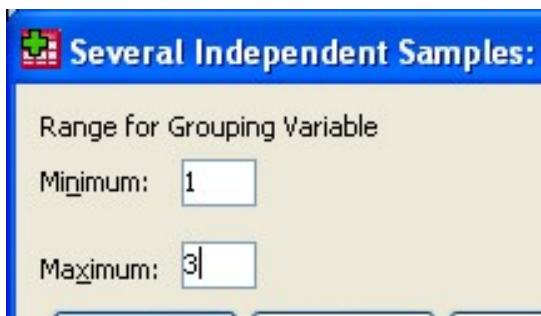 Several Independent Samples:
Range for Grouping Variable
Minimum: 1
Maximum: 3